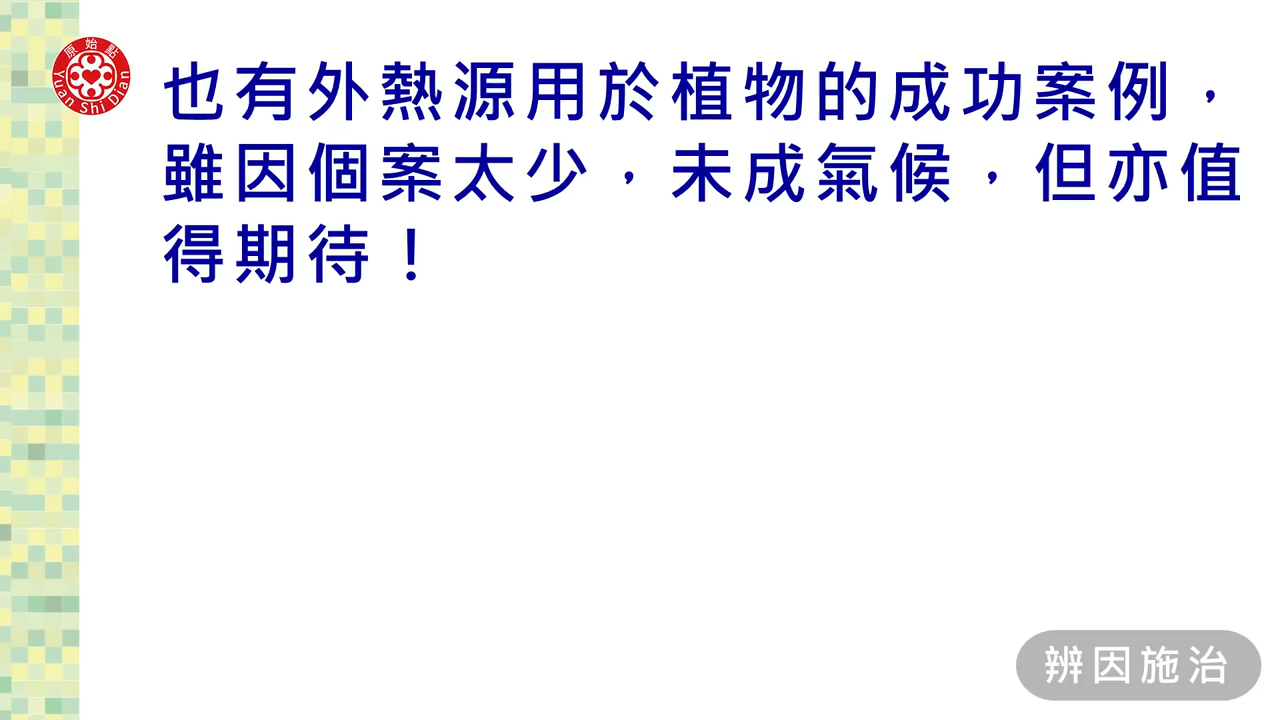 原始點
Yuan Shi Dian
也有外熱源用於植物的成功案例，
雖因個案太少，未成氣候，但亦值
得期待！
辨因施治